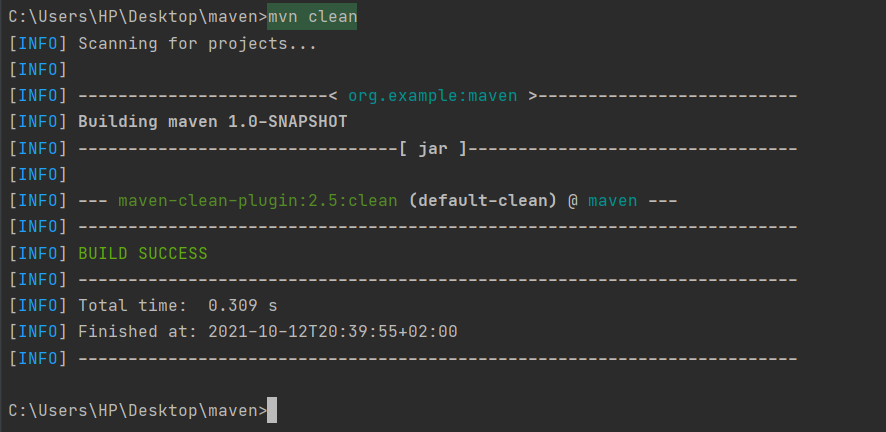 C:\Users\HP\Desktop\maven>mvn clean
[INFO] Scanning for projects...
[INFO]
[INFO] -------------------------< org.example:maven >--------------------------
[INFO] Building maven 1.0-SNAPSHOT
[INFO] --------------------------------[ jar ]---------------------------------
[INFO]
[INFO] --- maven-clean-plugin:2.5:clean (default-clean) @ maven ---
[INFO] ------------------------------------------------------------------------
[INFO] BUILD SUCCESS
[INFO] ------------------------------------------------------------------------
[INFO] Total time:  0.309 s
[INFO] Finished at: 2021-10-12T20:39:55+02:00
[INFO] ------------------------------------------------------------------------
C:\Users\HP\Desktop\maven>